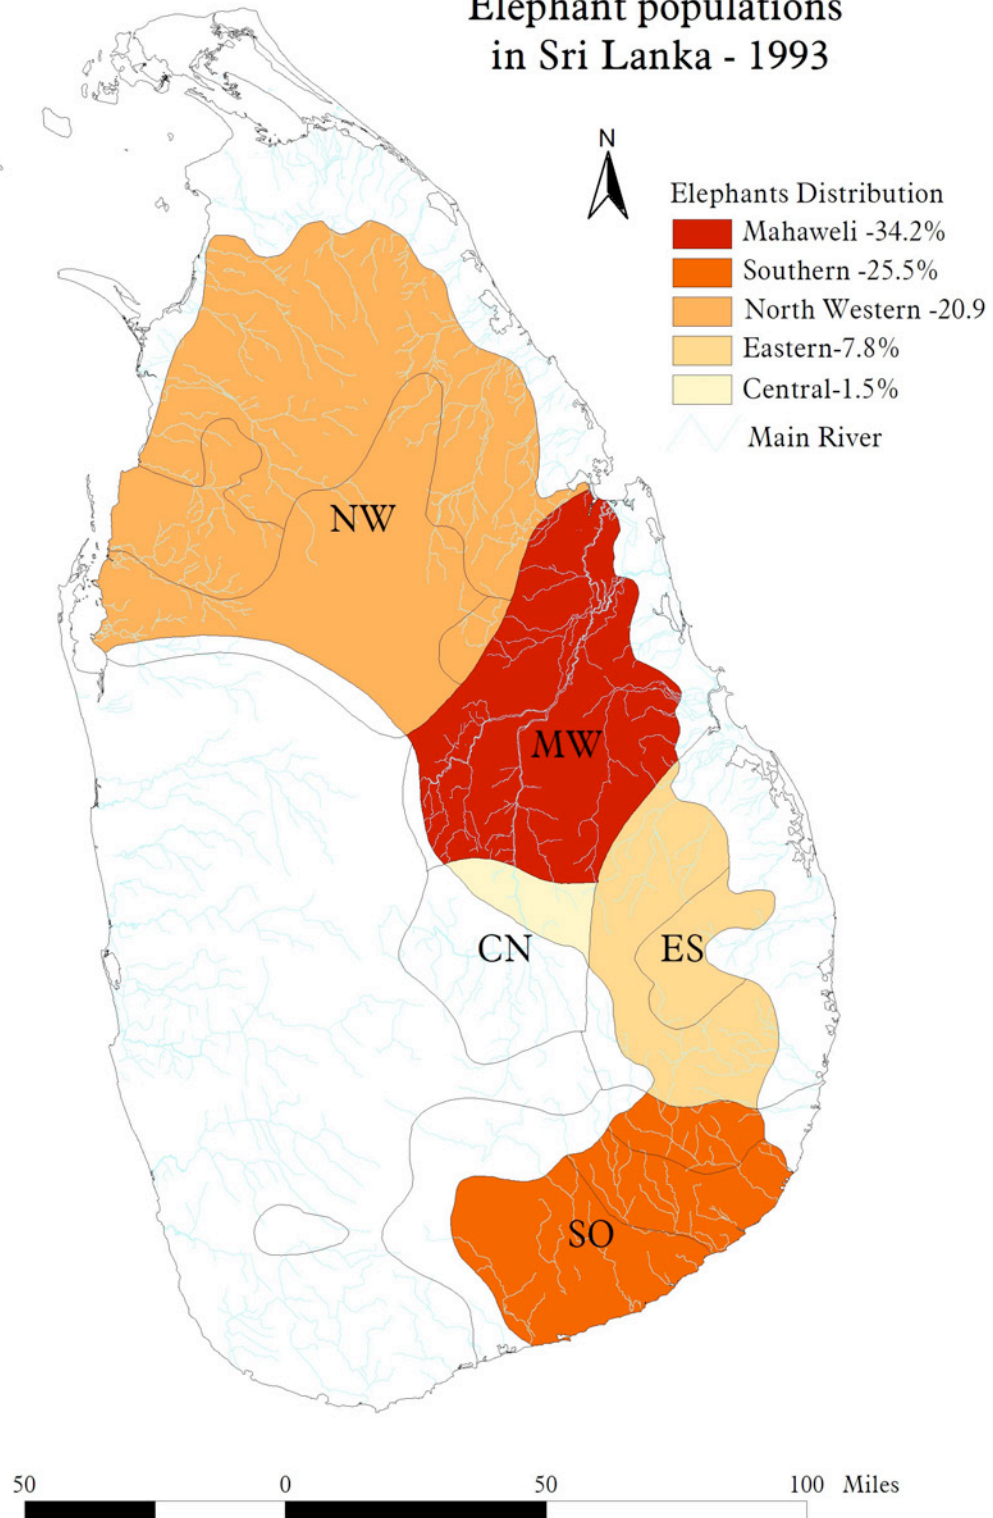 Elephant populations
in Sri Lanka - 1993
N
Elephants Distribution
Mahaweli -34.2%
Southern -25.5%
North Western -20.9
Eastern-7.8%
Central-1.5%
Main River
NW
MW
CN
ES
SO
50 0 50 100 Miles